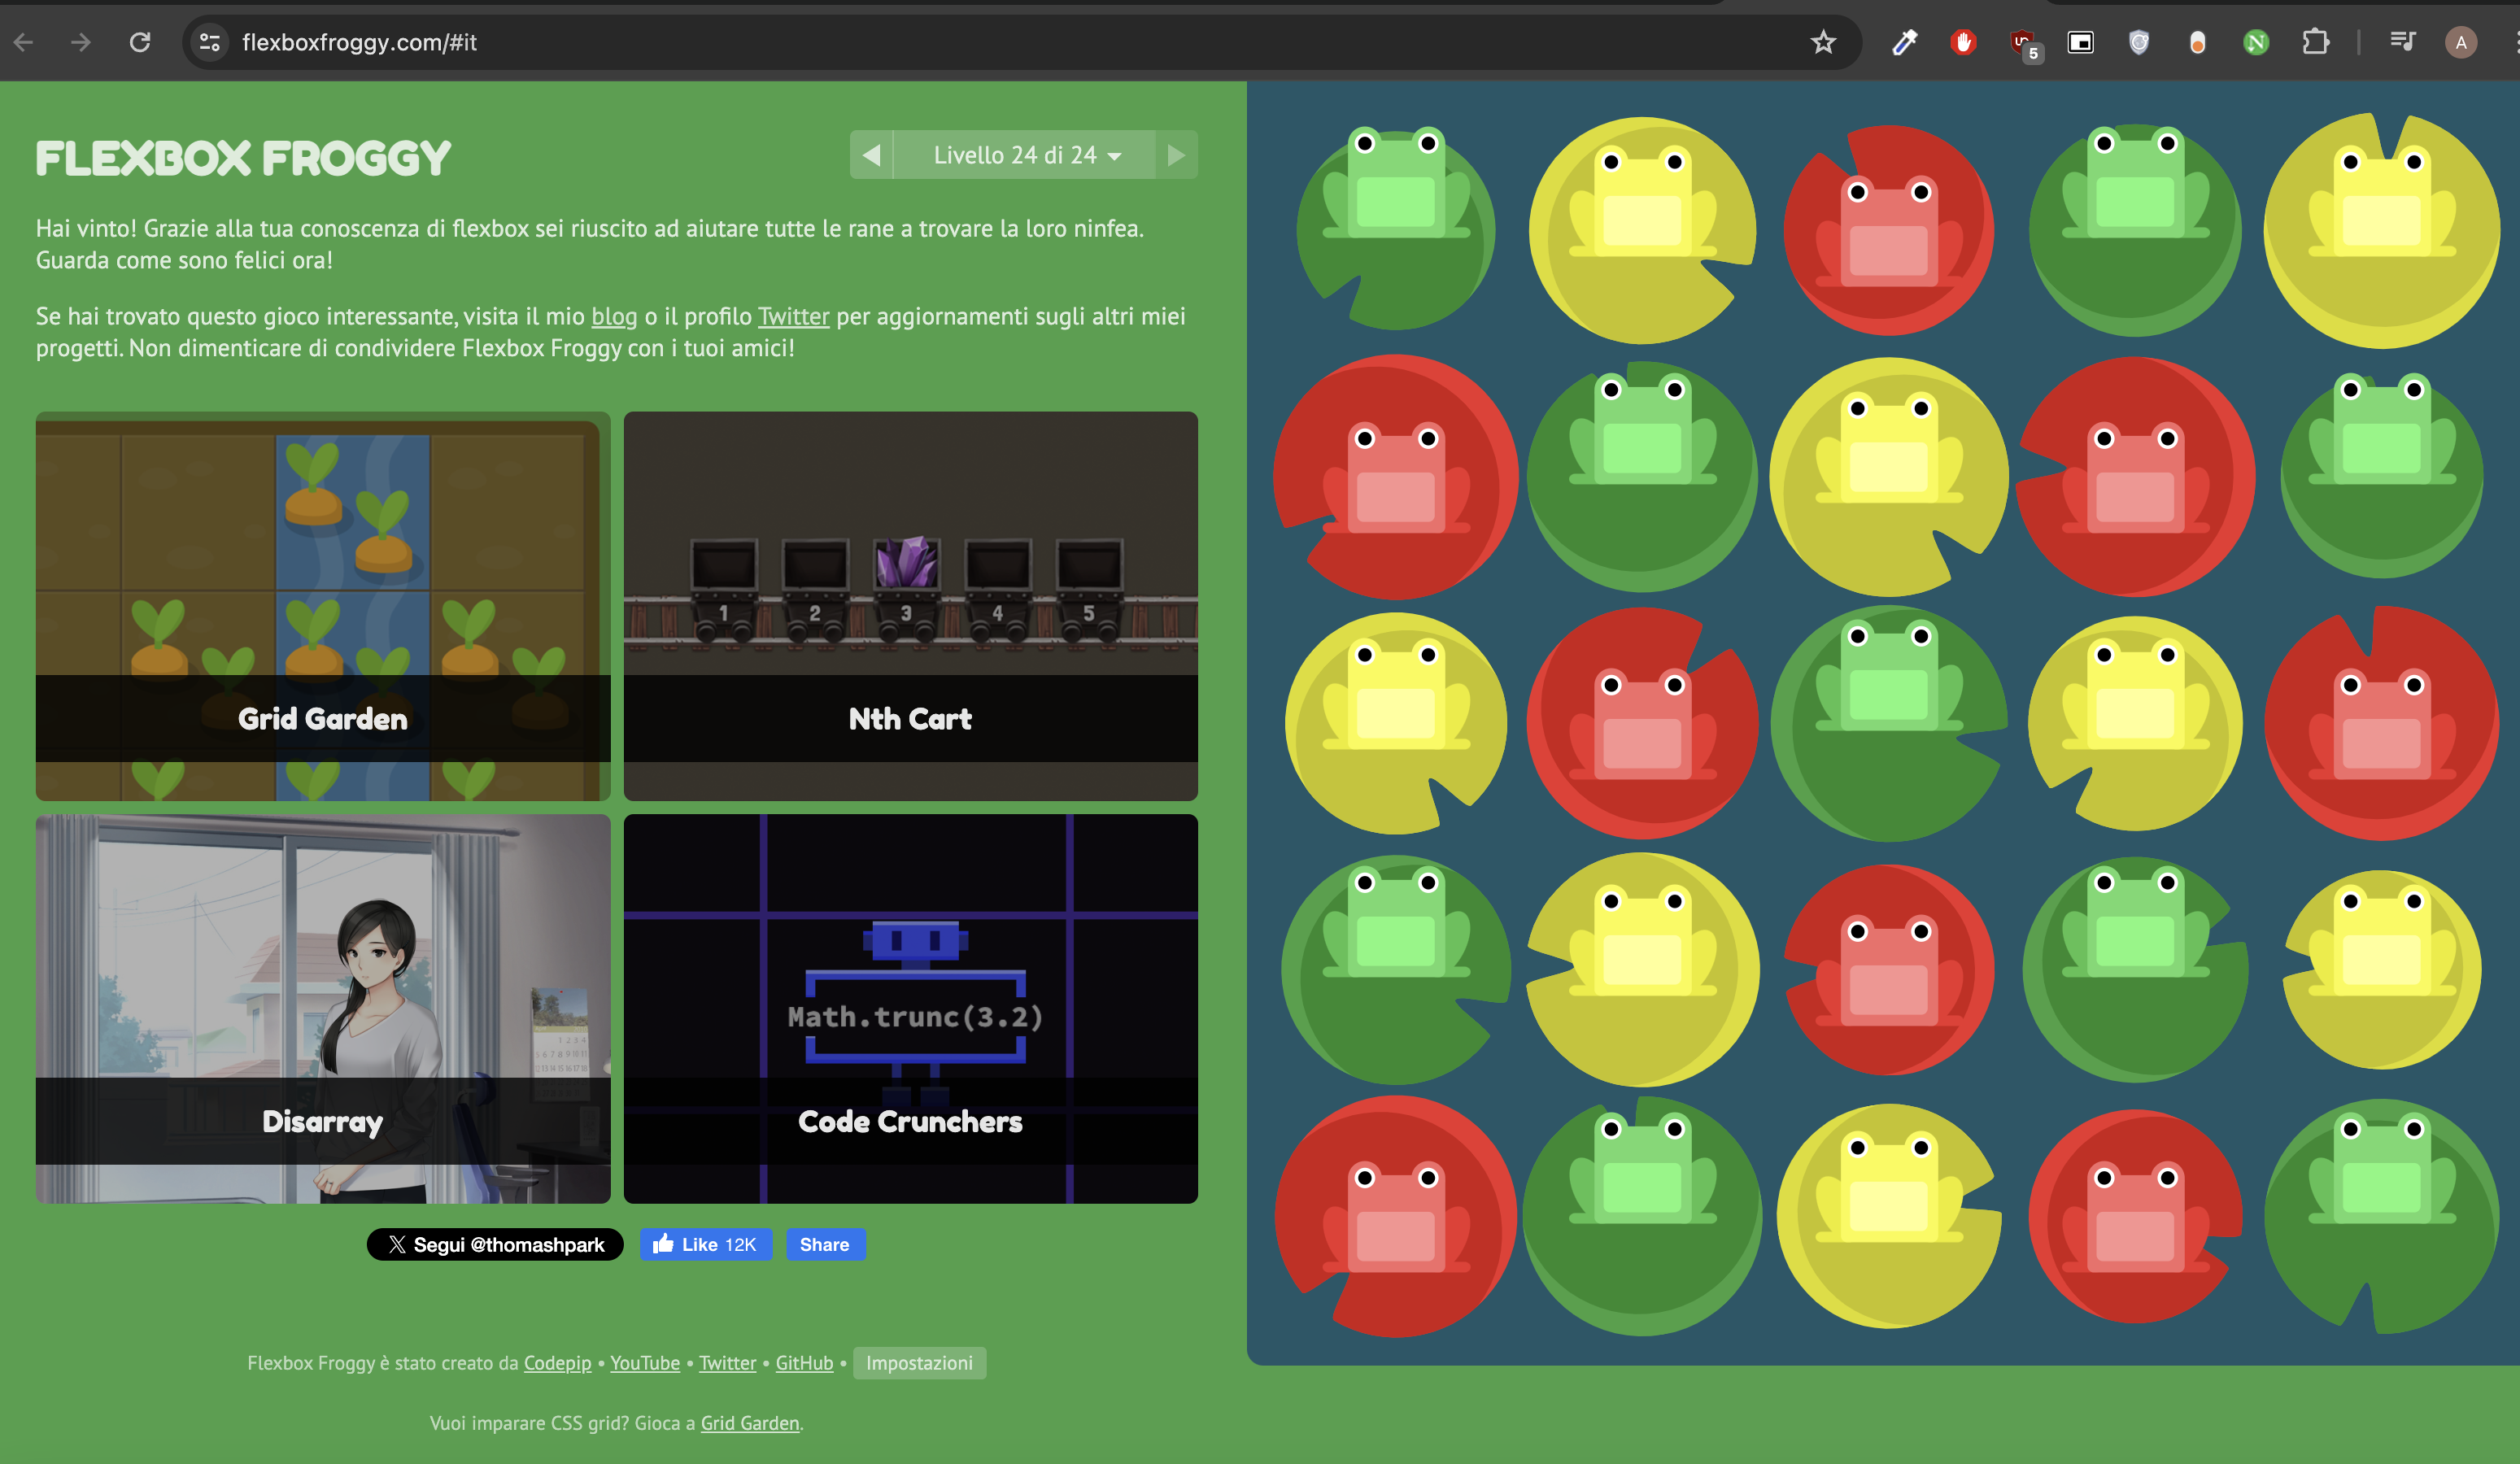 flexboxfroggy.com/#it
5
A
FLEXBOX FROGGY
Livello 24 di 24
Hai vinto! Grazie alla tua conoscenza di flexbox sei riuscito ad aiutare tutte le rane a trovare la loro ninfea.
Guarda come sono felici ora!
Se hai trovato questo gioco interessante, visita il mio blog o il profilo Twitter per aggiornamenti sugli altri miei
progetti. Non dimenticare di condividere Flexbox Froggy con i tuoi amici!
Grid Garden
1 2 3 4 5
Nth Cart
Disarray
Math.trunc(3.2)
Code Crunchers
Segui @thomashpark
Like 12K
Share
Flexbox Froggy è stato creato da Codepip • YouTube • Twitter • GitHub • Impostazioni
Vuoi imparare CSS grid? Gioca a Grid Garden.